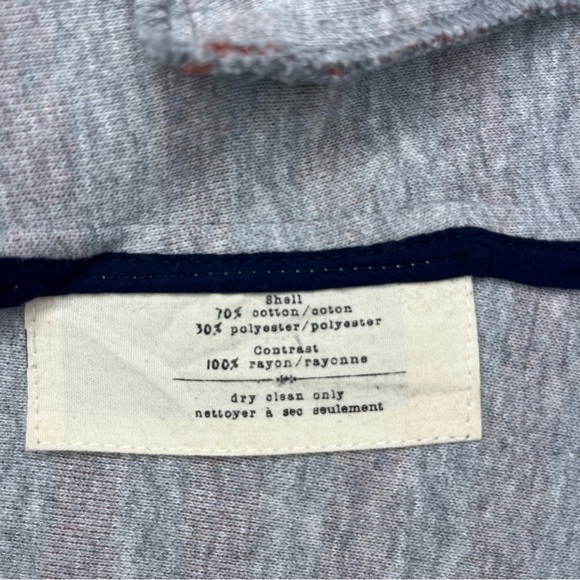 Shell
70% cotton/coton
30% polyester/polyester
Contrast
100% rayon/rayonne
dry clean only
nettoyer à sec seulement